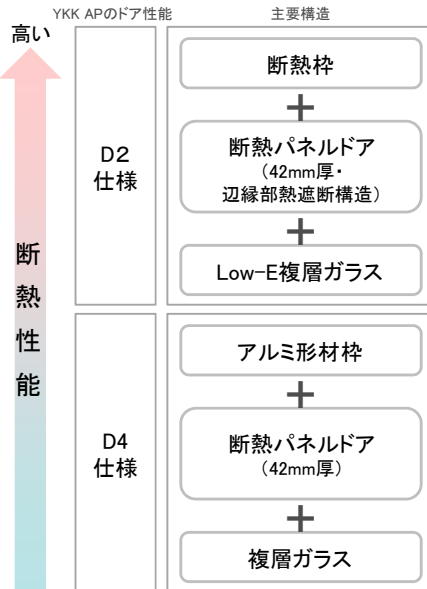 YKK APのドア性能
主要構造
高い
断熱性能
D2
仕様
断熱枠
+
断熱パネルドア
(42mm厚・
辺縁部熱遮断構造)
+
Low-E複層ガラス
D4
仕様
アルミ形材枠
+
断熱パネルドア
(42mm厚)
+
複層ガラス